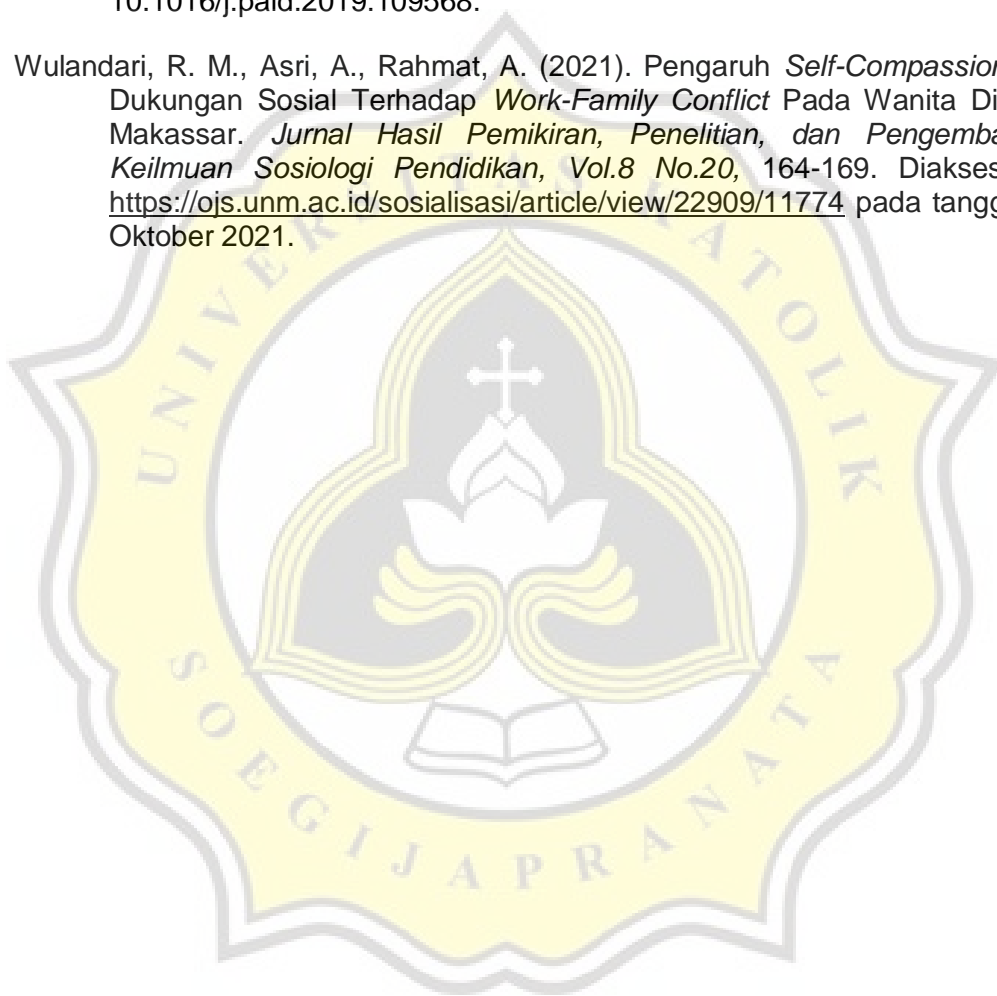 10.1016/j.paid.2019.109568.
Wulandari, R. M., Asri, A., Rahmat, A. (2021). Pengaruh Self-Compassion
Dukungan Sosial Terhadap Work-Family Conflict Pada Wanita Di
Makassar. Jurnal Hasil Pemikiran, Penelitian, dan
Keilmuan Sosiologi Pendidikan, Vol.8 No.20, 164-169. Diakses
https://ojs.unm.ac.id/sosialisasi/article/view/22909/11774 pada
Oktober 2021.
UNIVERSITAS KATOLIK
SOEGIJAPRANATA